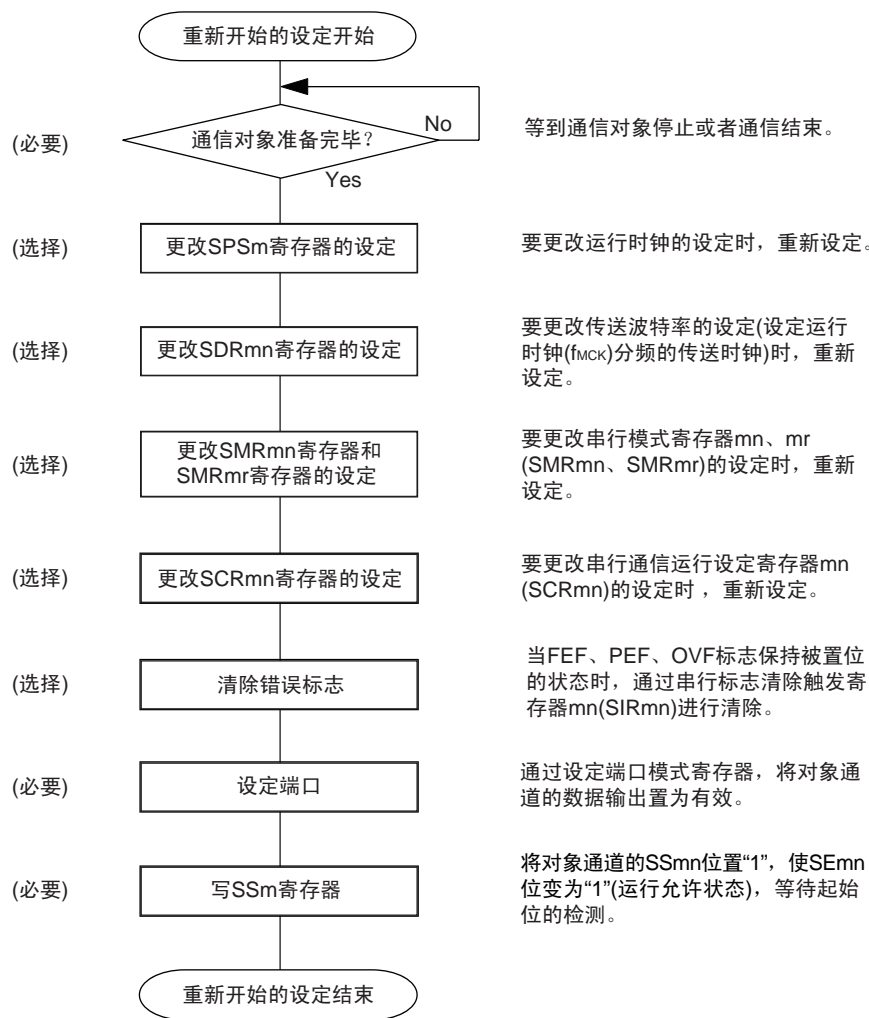 重新开始的设定开始
(必要)
通信对象准备完毕？
No
Yes
等到通信对象停止或者通信结束。
(选择)
更改SPSm寄存器的设定
要更改运行时钟的设定时，重新设定。
(选择)
更改SDRmn寄存器的设定
要更改传送波特率的设定(设定运行
时钟(fMCK)分频的传送时钟)时，重新
设定。
(选择)
更改SMRmn寄存器和
SMRmr寄存器的设定
要更改串行模式寄存器mn、mr
(SMRmn、SMRmr)的设定时，重新
设定。
(选择)
更改SCRmn寄存器的设定
要更改串行通信运行设定寄存器mn
(SCRmn)的设定时，重新设定。
(选择)
清除错误标志
当FEF、PEF、OVF标志保持被置位
的状态时，通过串行标志清除触发寄
存器mn(SIRmn)进行清除。
(必要)
设定端口
通过设定端口模式寄存器，将对象通
道的数据输出置为有效。
(必要)
写SSm寄存器
将对象通道的SSmn位置“1”，使SEmn
位变为“1”(运行允许状态)，等待起始
位的检测。
重新开始的设定结束